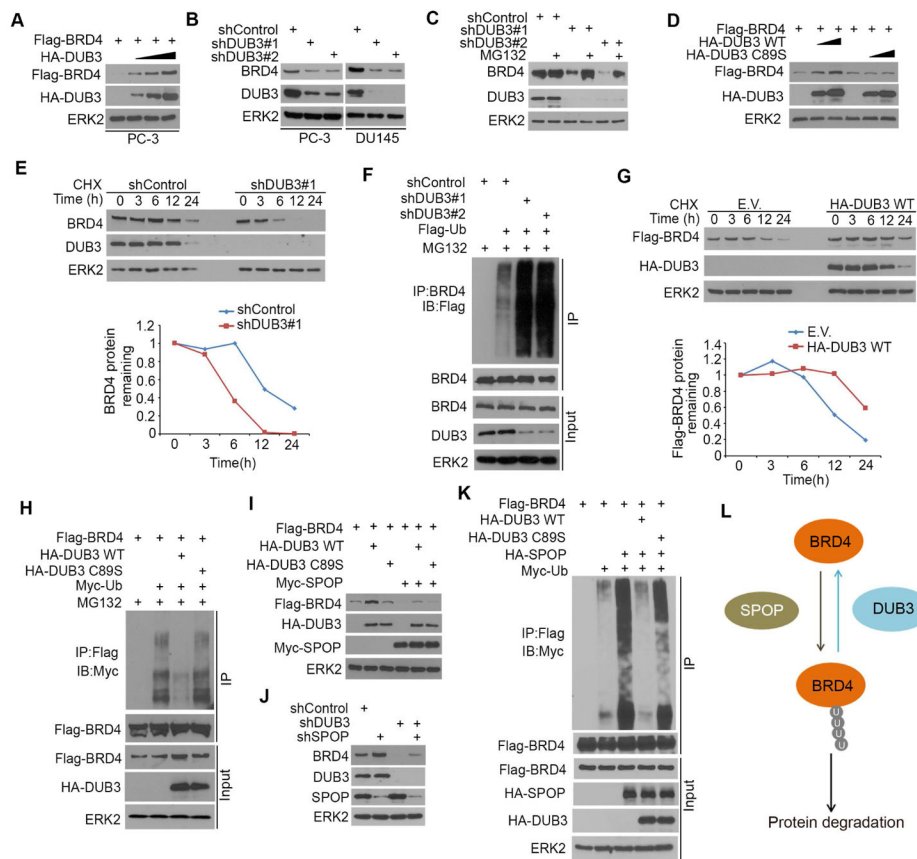 A
Flag-BRD4 + + + +
HA-DUB3
Flag-BRD4
HA-DUB3
ERK2
PC-3
B
shControl + +
shDUB3#1 + +
shDUB3#2 + +
BRD4
DUB3
ERK2
PC-3 DU145
C
shControl + +
shDUB3#1 + +
shDUB3#2 + +
MG132 + + +
BRD4
DUB3
ERK2
D
Flag-BRD4 + + + + + +
HA-DUB3 WT
HA-DUB3 C89S
Flag-BRD4
HA-DUB3
ERK2
E
CHX shControl shDUB3#1
Time (h) 0 3 6 12 24 0 3 6 12 24
BRD4
DUB3
ERK2
shControl
shDUB3#1
BRD4 protein
remaining
1.2
1
0.8
0.6
0.4
0.2
0
0 3 6 12 24
Time(h)
F
shControl + +
shDUB3#1 +
shDUB3#2 +
Flag-Ub + + +
MG132 + + + +
IP:BRD4
IB:Flag
BRD4
IP
BRD4
DUB3
ERK2
Input
G
CHX E.V. HA-DUB3 WT
Time (h) 0 3 6 12 24 0 3 6 12 24
Flag-BRD4
HA-DUB3
ERK2
E.V.
HA-DUB3 WT
Flag-BRD4 protein
remaining
1.4
1.2
1
0.8
0.6
0.4
0.2
0 3 6 12 24
Time(h)
H
Flag-BRD4 + + + +
HA-DUB3 WT +
HA-DUB3 C89S +
Myc-Ub + + +
MG132 + + + +
IP:Flag
IB:Myc
Flag-BRD4
IP
Flag-BRD4
HA-DUB3
ERK2
Input
I
Flag-BRD4 + + + + + +
HA-DUB3 WT + +
HA-DUB3 C89S + +
Myc-SPOP + + +
Flag-BRD4
HA-DUB3
Myc-SPOP
ERK2
J
shControl +
shDUB3 + +
shSPOP + +
BRD4
DUB3
SPOP
ERK2
K
Flag-BRD4 + + + + +
HA-DUB3 WT +
HA-DUB3 C89S +
HA-SPOP + + +
Myc-Ub + + + +
IP:Flag
IB:Myc
Flag-BRD4
IP
Flag-BRD4
HA-SPOP
HA-DUB3
ERK2
Input
L
BRD4
SPOP
DUB3
BRD4
U
U
U
U
Protein degradation